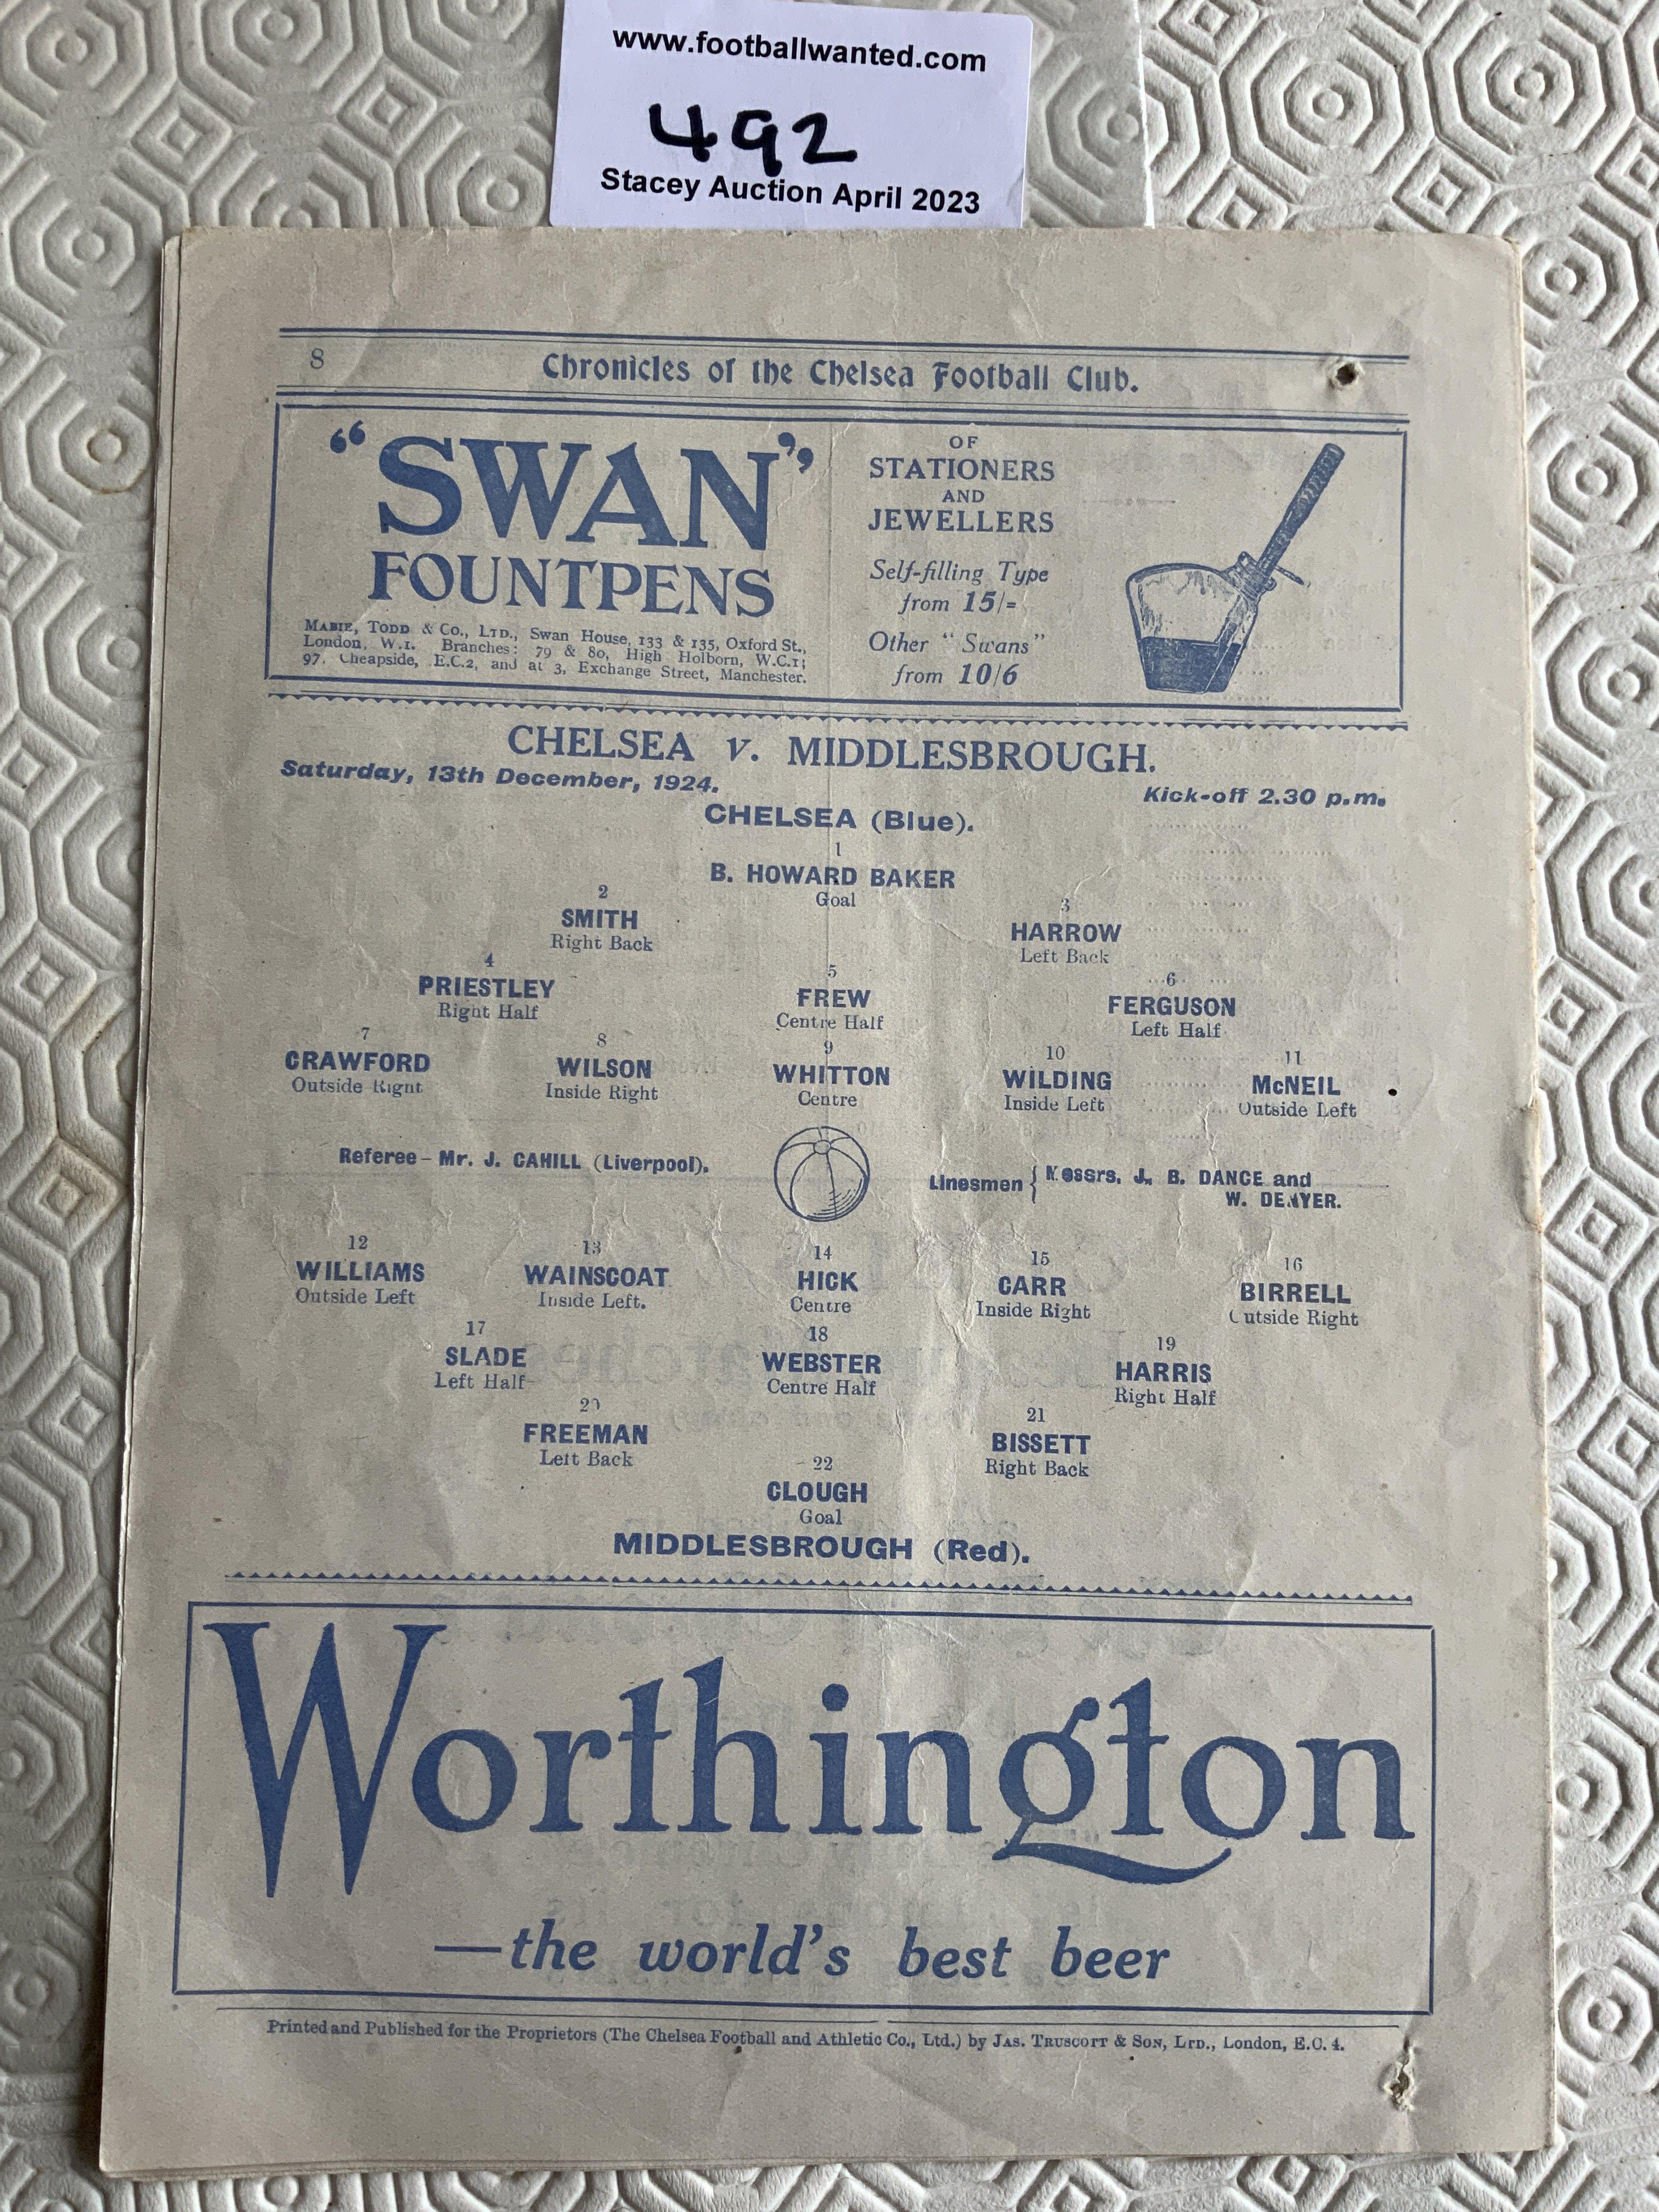 www.footballwanted.com
492
Stacey Auction April 2023
8 Chronicles of the Chelsea Football Club.
“SWAN”
FOUNTPENS
MABIE, TODD & Co., LTD., Swan House, 133 & 135, Oxford St.,
London, W.1. Branches: 79 & 80, High Holborn, W.C.1;
97, Cheapside, E.C.2, and at 3, Exchange Street, Manchester.
OF
STATIONERS
AND
JEWELLERS
Self-filling Type
from 15/=
Other “Swans”
from 10/6
CHELSEA v. MIDDLESBROUGH.
Saturday, 13th December, 1924. Kick-off 2.30 p.m.
CHELSEA (Blue).
1
B. HOWARD BAKER
Goal
2 3
SMITH HARROW
Right Back Left Back
4 5 6
PRIESTLEY FREW FERGUSON
Right Half Centre Half Left Half
7 8 9 10 11
CRAWFORD WILSON WHITTON WILDING McNEIL
Outside Right Inside Right Centre Inside Left Outside Left
Referee – Mr. J. CAHILL (Liverpool).
Linesmen { Messrs. J. B. DANCE and
W. DENYER.
12 13 14 15 16
WILLIAMS WAINSCOAT HICK CARR BIRRELL
Outside Left Inside Left. Centre Inside Right Outside Right
17 18 19
SLADE WEBSTER HARRIS
Left Half Centre Half Right Half
20 21
FREEMAN BISSETT
Left Back Right Back
22
CLOUGH
Goal
MIDDLESBROUGH (Red).
Worthington
—the world's best beer
Printed and Published for the Proprietors (The Chelsea Football and Athletic Co., Ltd.) by JAS. TRUSCOTT & SON, LTD., London, E.C. 4.